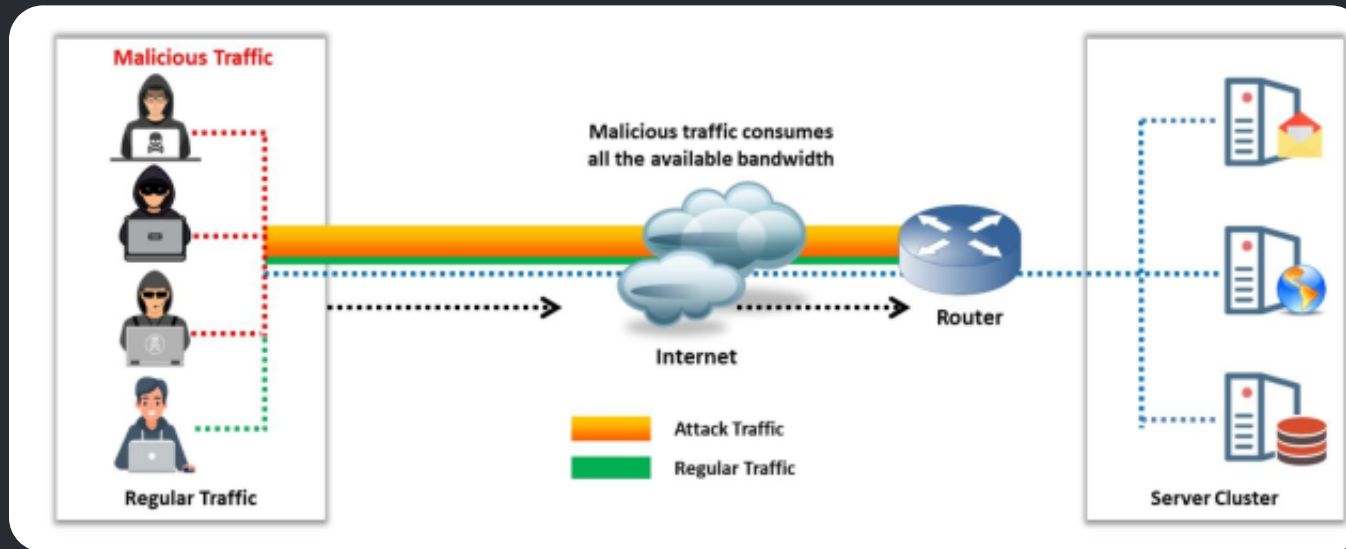 Malicious Traffic
Malicious traffic consumes
all the available bandwidth
Router
Internet
Attack Traffic
Regular Traffic
Regular Traffic
Server Cluster